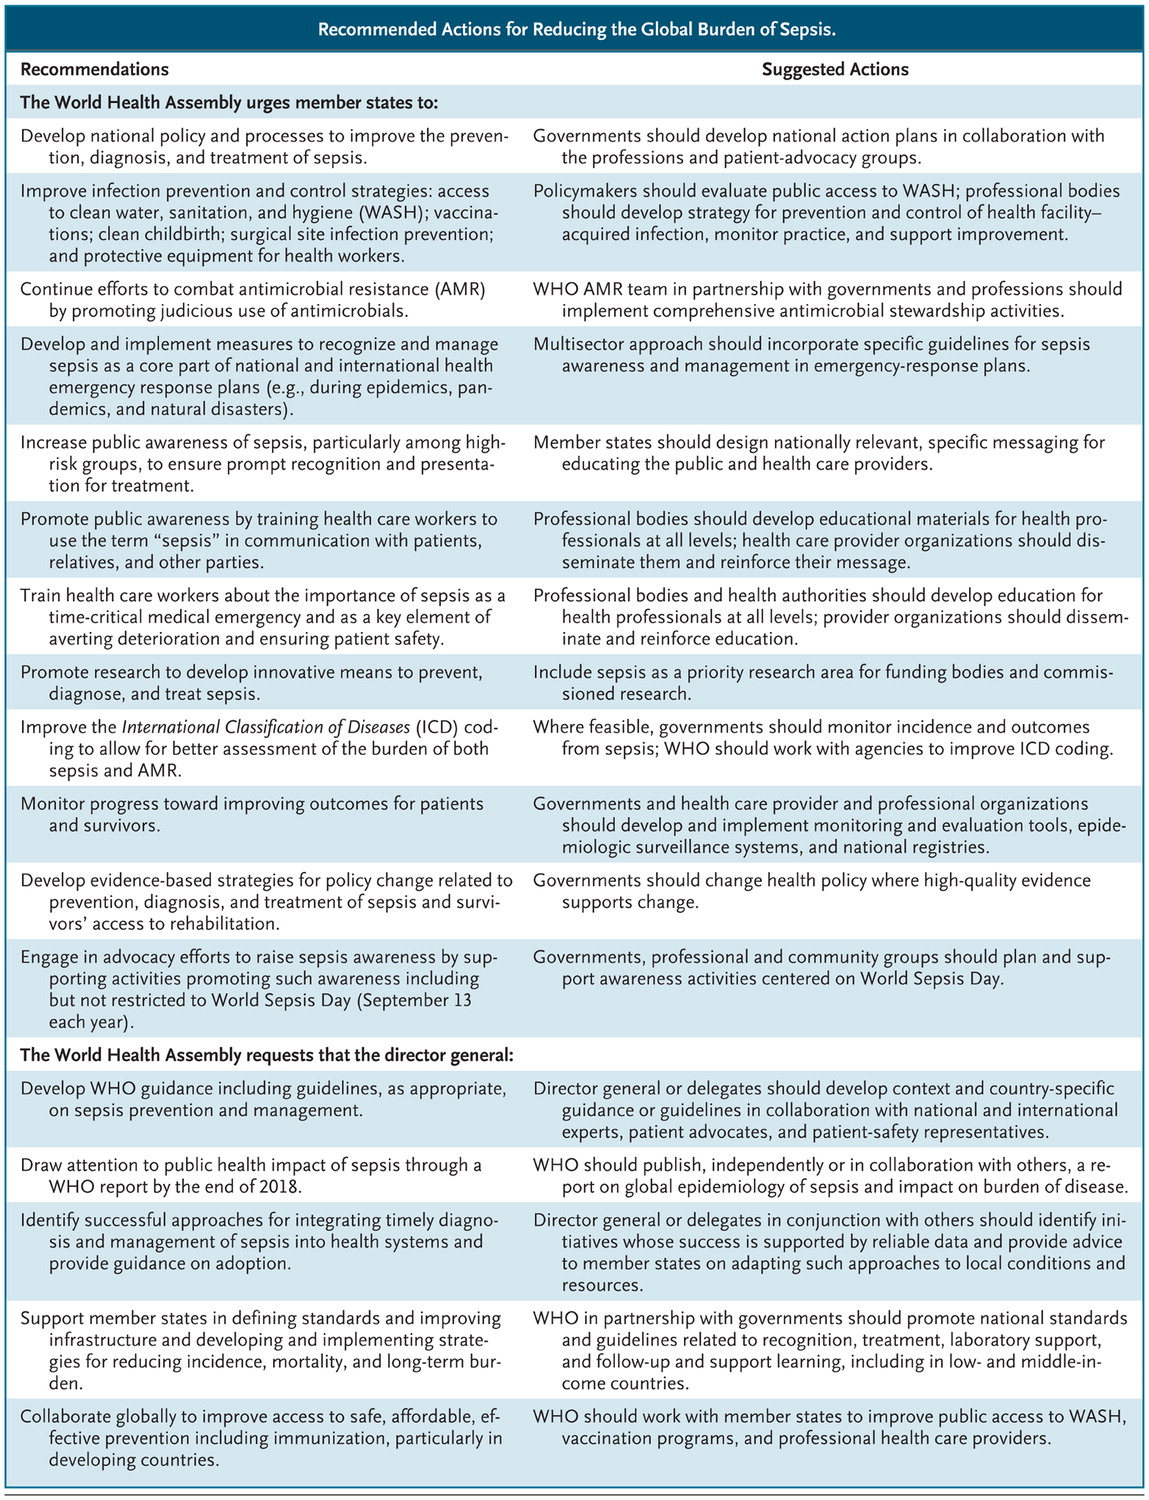 Recommended Actions for Reducing the Global Burden of Sepsis.
Recommendations
Suggested Actions
The World Health Assembly urges member states to:
Develop national policy and processes to improve the preven-
tion, diagnosis, and treatment of sepsis.
Governments should develop national action plans in collaboration with
the professions and patient-advocacy groups.
Improve infection prevention and control strategies: access
to clean water, sanitation, and hygiene (WASH); vaccina-
tions; clean childbirth; surgical site infection prevention;
and protective equipment for health workers.
Policymakers should evaluate public access to WASH; professional bodies
should develop strategy for prevention and control of health facility–
acquired infection, monitor practice, and support improvement.
Continue efforts to combat antimicrobial resistance (AMR)
by promoting judicious use of antimicrobials.
WHO AMR team in partnership with governments and professions should
implement comprehensive antimicrobial stewardship activities.
Develop and implement measures to recognize and manage
sepsis as a core part of national and international health
emergency response plans (e.g., during epidemics, pan-
demics, and natural disasters).
Multisector approach should incorporate specific guidelines for sepsis
awareness and management in emergency-response plans.
Increase public awareness of sepsis, particularly among high-
risk groups, to ensure prompt recognition and presenta-
tion for treatment.
Member states should design nationally relevant, specific messaging for
educating the public and health care providers.
Promote public awareness by training health care workers to
use the term “sepsis” in communication with patients,
relatives, and other parties.
Professional bodies should develop educational materials for health pro-
fessionals at all levels; health care provider organizations should dis-
seminate them and reinforce their message.
Train health care workers about the importance of sepsis as a
time-critical medical emergency and as a key element of
averting deterioration and ensuring patient safety.
Professional bodies and health authorities should develop education for
health professionals at all levels; provider organizations should dissem-
inate and reinforce education.
Promote research to develop innovative means to prevent,
diagnose, and treat sepsis.
Include sepsis as a priority research area for funding bodies and commis-
sioned research.
Improve the International Classification of Diseases (ICD) cod-
ing to allow for better assessment of the burden of both
sepsis and AMR.
Where feasible, governments should monitor incidence and outcomes
from sepsis; WHO should work with agencies to improve ICD coding.
Monitor progress toward improving outcomes for patients
and survivors.
Governments and health care provider and professional organizations
should develop and implement monitoring and evaluation tools, epide-
miologic surveillance systems, and national registries.
Develop evidence-based strategies for policy change related to
prevention, diagnosis, and treatment of sepsis and survi-
vors’ access to rehabilitation.
Governments should change health policy where high-quality evidence
supports change.
Engage in advocacy efforts to raise sepsis awareness by sup-
porting activities promoting such awareness including
but not restricted to World Sepsis Day (September 13
each year).
Governments, professional and community groups should plan and sup-
port awareness activities centered on World Sepsis Day.
The World Health Assembly requests that the director general:
Develop WHO guidance including guidelines, as appropriate,
on sepsis prevention and management.
Director general or delegates should develop context and country-specific
guidance or guidelines in collaboration with national and international
experts, patient advocates, and patient-safety representatives.
Draw attention to public health impact of sepsis through a
WHO report by the end of 2018.
WHO should publish, independently or in collaboration with others, a re-
port on global epidemiology of sepsis and impact on burden of disease.
Identify successful approaches for integrating timely diagno-
sis and management of sepsis into health systems and
provide guidance on adoption.
Director general or delegates in conjunction with others should identify ini-
tiatives whose success is supported by reliable data and provide advice
to member states on adapting such approaches to local conditions and
resources.
Support member states in defining standards and improving
infrastructure and developing and implementing strate-
gies for reducing incidence, mortality, and long-term bur-
den.
WHO in partnership with governments should promote national standards
and guidelines related to recognition, treatment, laboratory support,
and follow-up and support learning, including in low- and middle-in-
come countries.
Collaborate globally to improve access to safe, affordable, ef-
fective prevention including immunization, particularly in
developing countries.
WHO should work with member states to improve public access to WASH,
vaccination programs, and professional health care providers.